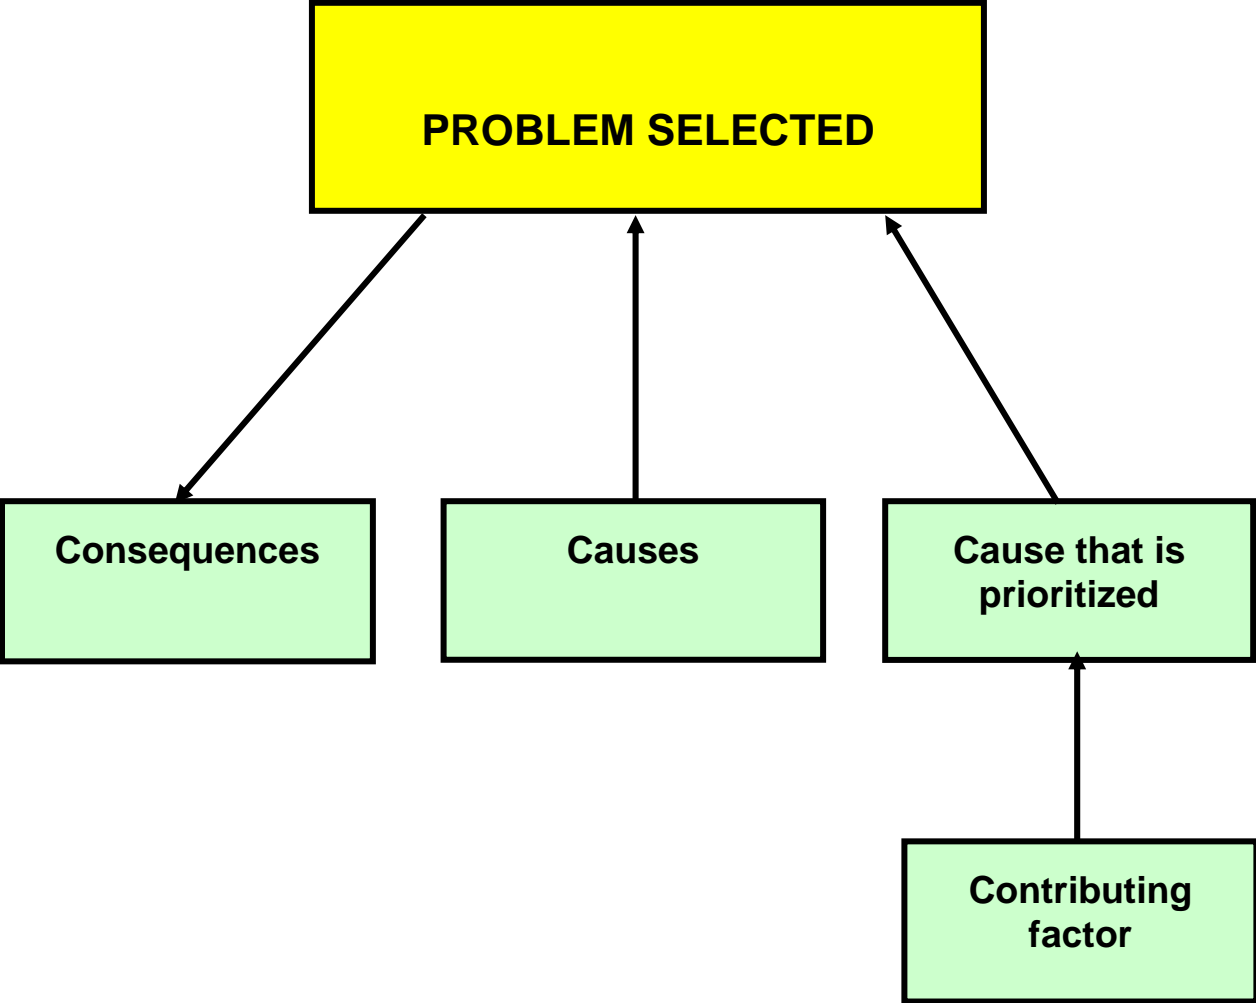 PROBLEM SELECTED
Consequences
Causes
Cause that is
prioritized
Contributing
factor